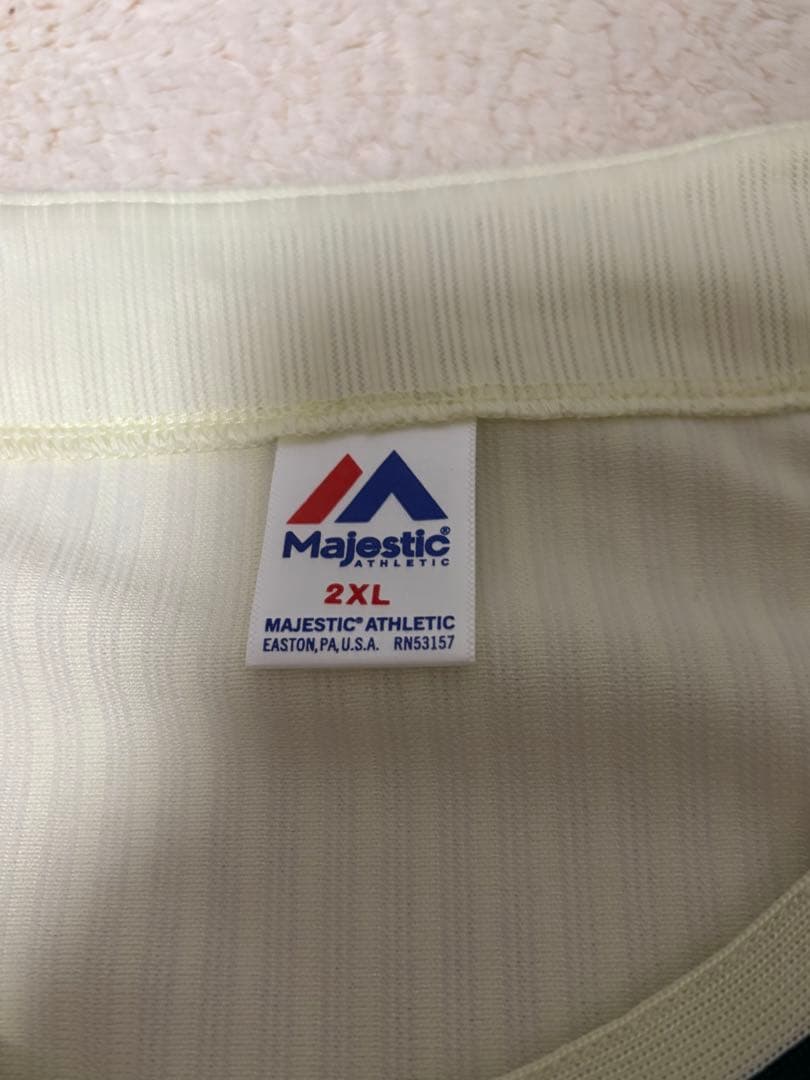 Majestic®
ATHLETIC
2XL
MAJESTIC® ATHLETIC
EASTON, PA, U.S.A. RN53157